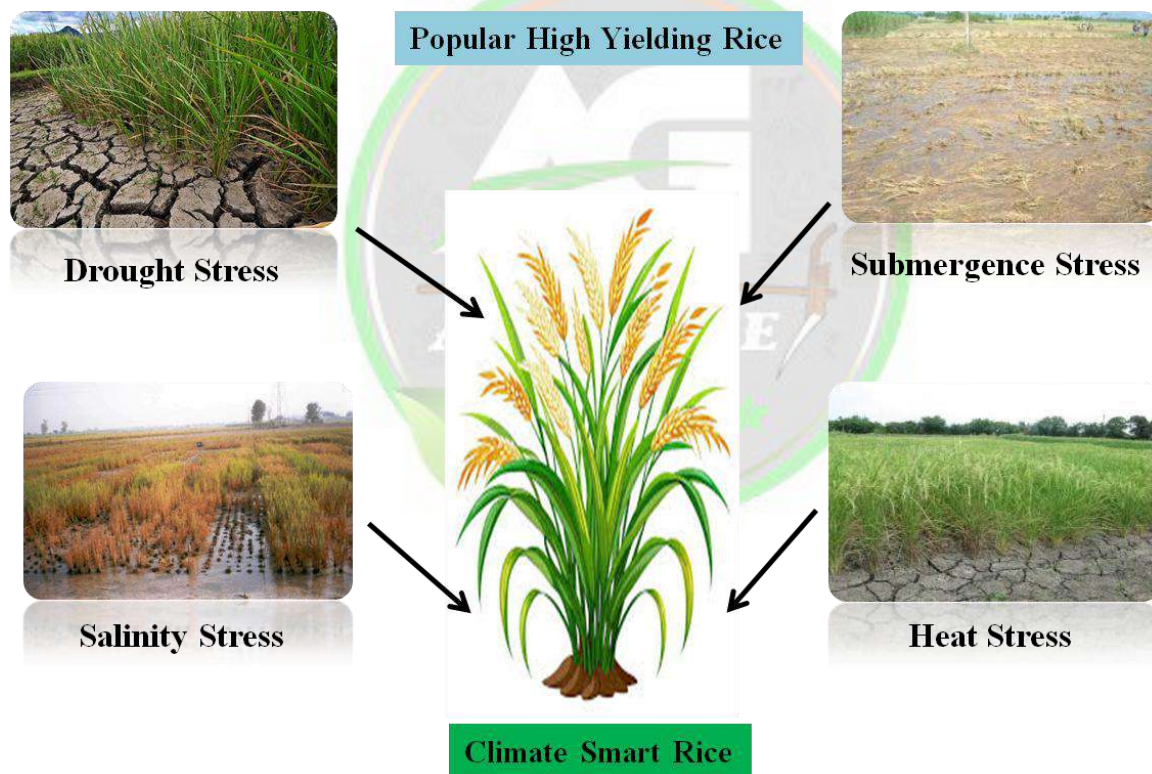 Popular High Yielding Rice
Drought Stress
Submergence Stress
Salinity Stress
Heat Stress
Climate Smart Rice